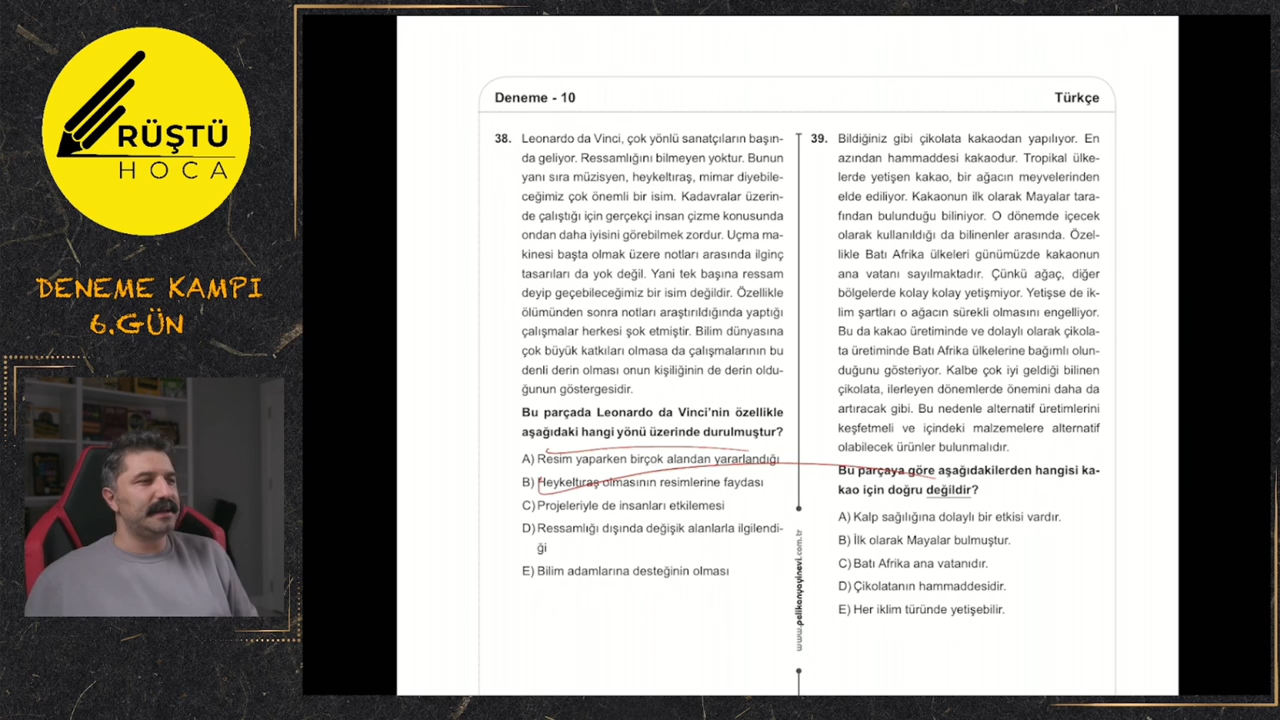 RÜŞTÜ
HOCA
DENEME KAMPI
6.GÜN
Deneme - 10
Türkçe
38. Leonardo da Vinci, çok yönlü sanatçıların başın-
da geliyor. Ressamlığını bilmeyen yoktur. Bunun
yanı sıra müzisyen, heykeltıraş, mimar diyebile-
ceğimiz çok önemli bir isim. Kadavralar üzerin-
de çalıştığı için gerçekçi insan çizme konusunda
ondan daha iyisini görebilmek zordur. Uçma ma-
kinesi başta olmak üzere notları arasında ilginç
tasarıları da yok değil. Yani tek başına ressam
deyip geçebileceğimiz bir isim değildir. Özellikle
ölümünden sonra notları araştırıldığında yaptığı
çalışmalar herkesi şok etmiştir. Bilim dünyasına
çok büyük katkıları olmasa da çalışmalarının bu
denli derin olması onun kişiliğinin de derin oldu-
ğunun göstergesidir.
Bu parçada Leonardo da Vinci'nin özellikle
aşağıdaki hangi yönü üzerinde durulmuştur?
A) Resim yaparken birçok alandan yararlandığı
B) Heykeltıraş olmasının resimlerine faydası
C) Projeleriyle de insanları etkilemesi
D) Ressamlığı dışında değişik alanlarla ilgilendi-
ği
E) Bilim adamlarına desteğinin olması
www.pelikanyayinevi.com.tr
39. Bildiğiniz gibi çikolata kakaodan yapılıyor. En
azından hammaddesi kakaodur. Tropikal ülke-
lerde yetişen kakao, bir ağacın meyvelerinden
elde ediliyor. Kakaonun ilk olarak Mayalar tara-
fından bulunduğu biliniyor. O dönemde içecek
olarak kullanıldığı da bilinenler arasında. Özel-
likle Batı Afrika ülkeleri günümüzde kakaonun
ana vatanı sayılmaktadır. Çünkü ağaç, diğer
bölgelerde kolay kolay yetişmiyor. Yetişse de ik-
lim şartları o ağacın sürekli olmasını engelliyor.
Bu da kakao üretiminde ve dolaylı olarak çikola-
ta üretiminde Batı Afrika ülkelerine bağımlı olun-
duğunu gösteriyor. Kalbe çok iyi geldiği bilinen
çikolata, ilerleyen dönemlerde önemini daha da
artıracak gibi. Bu nedenle alternatif üretimlerini
keşfetmeli ve içindeki malzemelere alternatif
olabilecek ürünler bulunmalıdır.
Bu parçaya göre aşağıdakilerden hangisi ka-
kao için doğru değildir?
A) Kalp sağılığına dolaylı bir etkisi vardır.
B) İlk olarak Mayalar bulmuştur.
C) Batı Afrika ana vatanıdır.
D) Çikolatanın hammaddesidir.
E) Her iklim türünde yetişebilir.